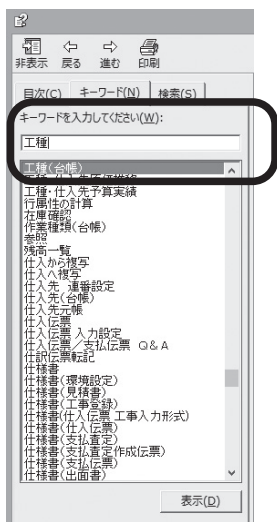 非表示 戻る 進む 印刷
目次(C) キーワード(N) 検索(S)
キーワードを入力してください(W):
工種
工種(台帳)
工種・仕入先予算実績
行属性の計算
在庫確認
作業種類(台帳)
参照
残高一覧
仕入から複写
仕入へ複写
仕入先 連番設定
仕入先(台帳)
仕入先元帳
仕入伝票
仕入伝票 入力設定
仕入伝票/支払伝票 Q&A
仕訳伝票転記
仕様書
仕様書(環境設定)
仕様書(見積書)
仕様書(工事登録)
仕様書(仕入伝票 工事入力形式)
仕様書(仕入伝票)
仕様書(支払査定)
仕様書(支払査定作成伝票)
仕様書(支払伝票)
仕様書(出面書)
表示(D)